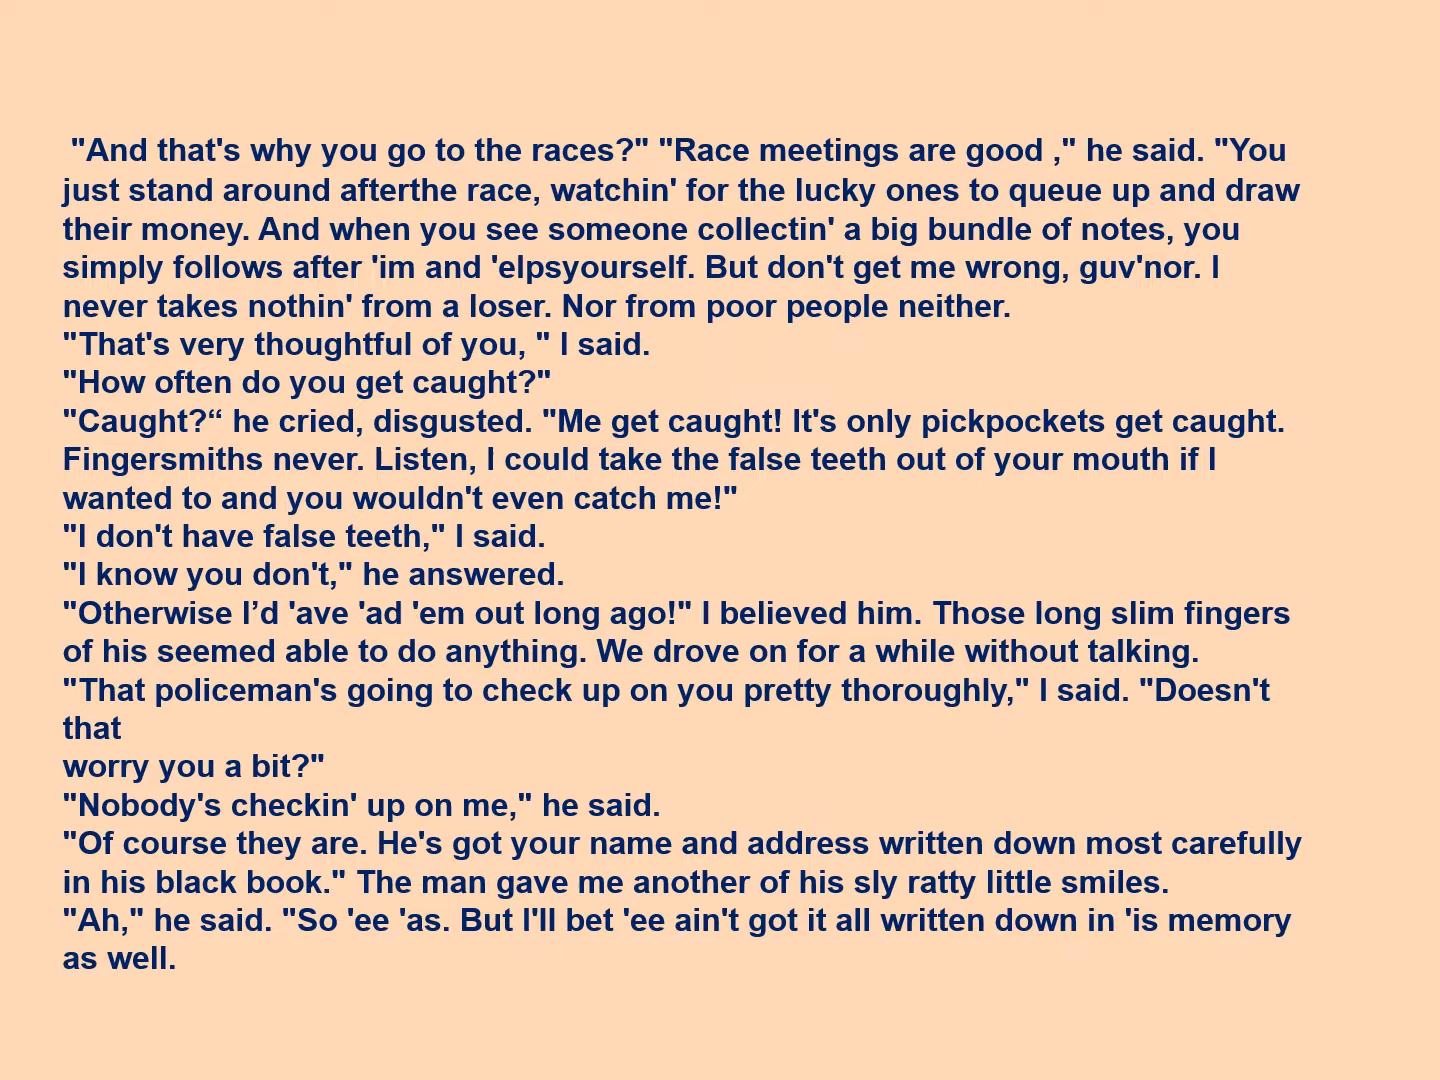 "And that's why you go to the races?" "Race meetings are good ," he said. "You
just stand around afterthe race, watchin' for the lucky ones to queue up and draw
their money. And when you see someone collectin' a big bundle of notes, you
simply follows after 'im and 'elpsyourself. But don't get me wrong, guv'nor. I
never takes nothin' from a loser. Nor from poor people neither.
"That's very thoughtful of you, " I said.
"How often do you get caught?"
"Caught?“ he cried, disgusted. "Me get caught! It's only pickpockets get caught.
Fingersmiths never. Listen, I could take the false teeth out of your mouth if I
wanted to and you wouldn't even catch me!"
"I don't have false teeth," I said.
"I know you don't," he answered.
"Otherwise I’d 'ave 'ad 'em out long ago!" I believed him. Those long slim fingers
of his seemed able to do anything. We drove on for a while without talking.
"That policeman's going to check up on you pretty thoroughly," I said. "Doesn't
that
worry you a bit?"
"Nobody's checkin' up on me," he said.
"Of course they are. He's got your name and address written down most carefully
in his black book." The man gave me another of his sly ratty little smiles.
"Ah," he said. "So 'ee 'as. But I'll bet 'ee ain't got it all written down in 'is memory
as well.